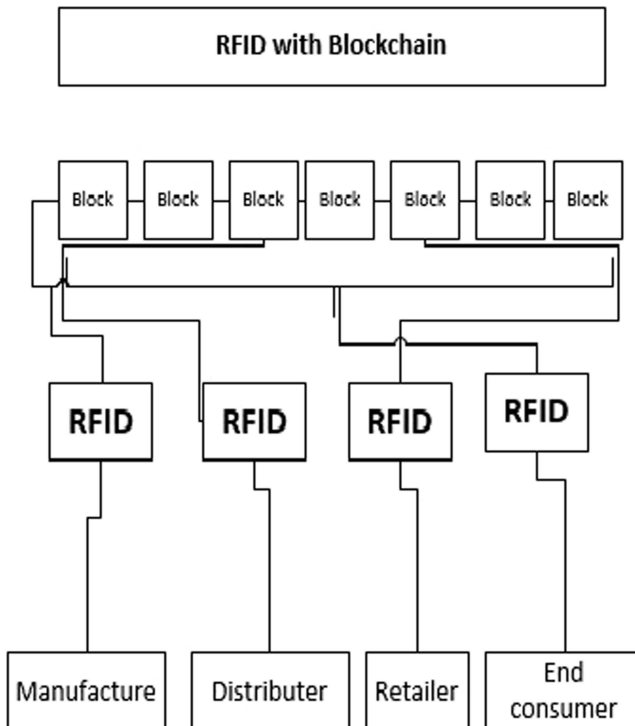 RFID with Blockchain
Block Block Block Block Block Block Block
RFID RFID RFID RFID
Manufacture Distributer Retailer End
consumer